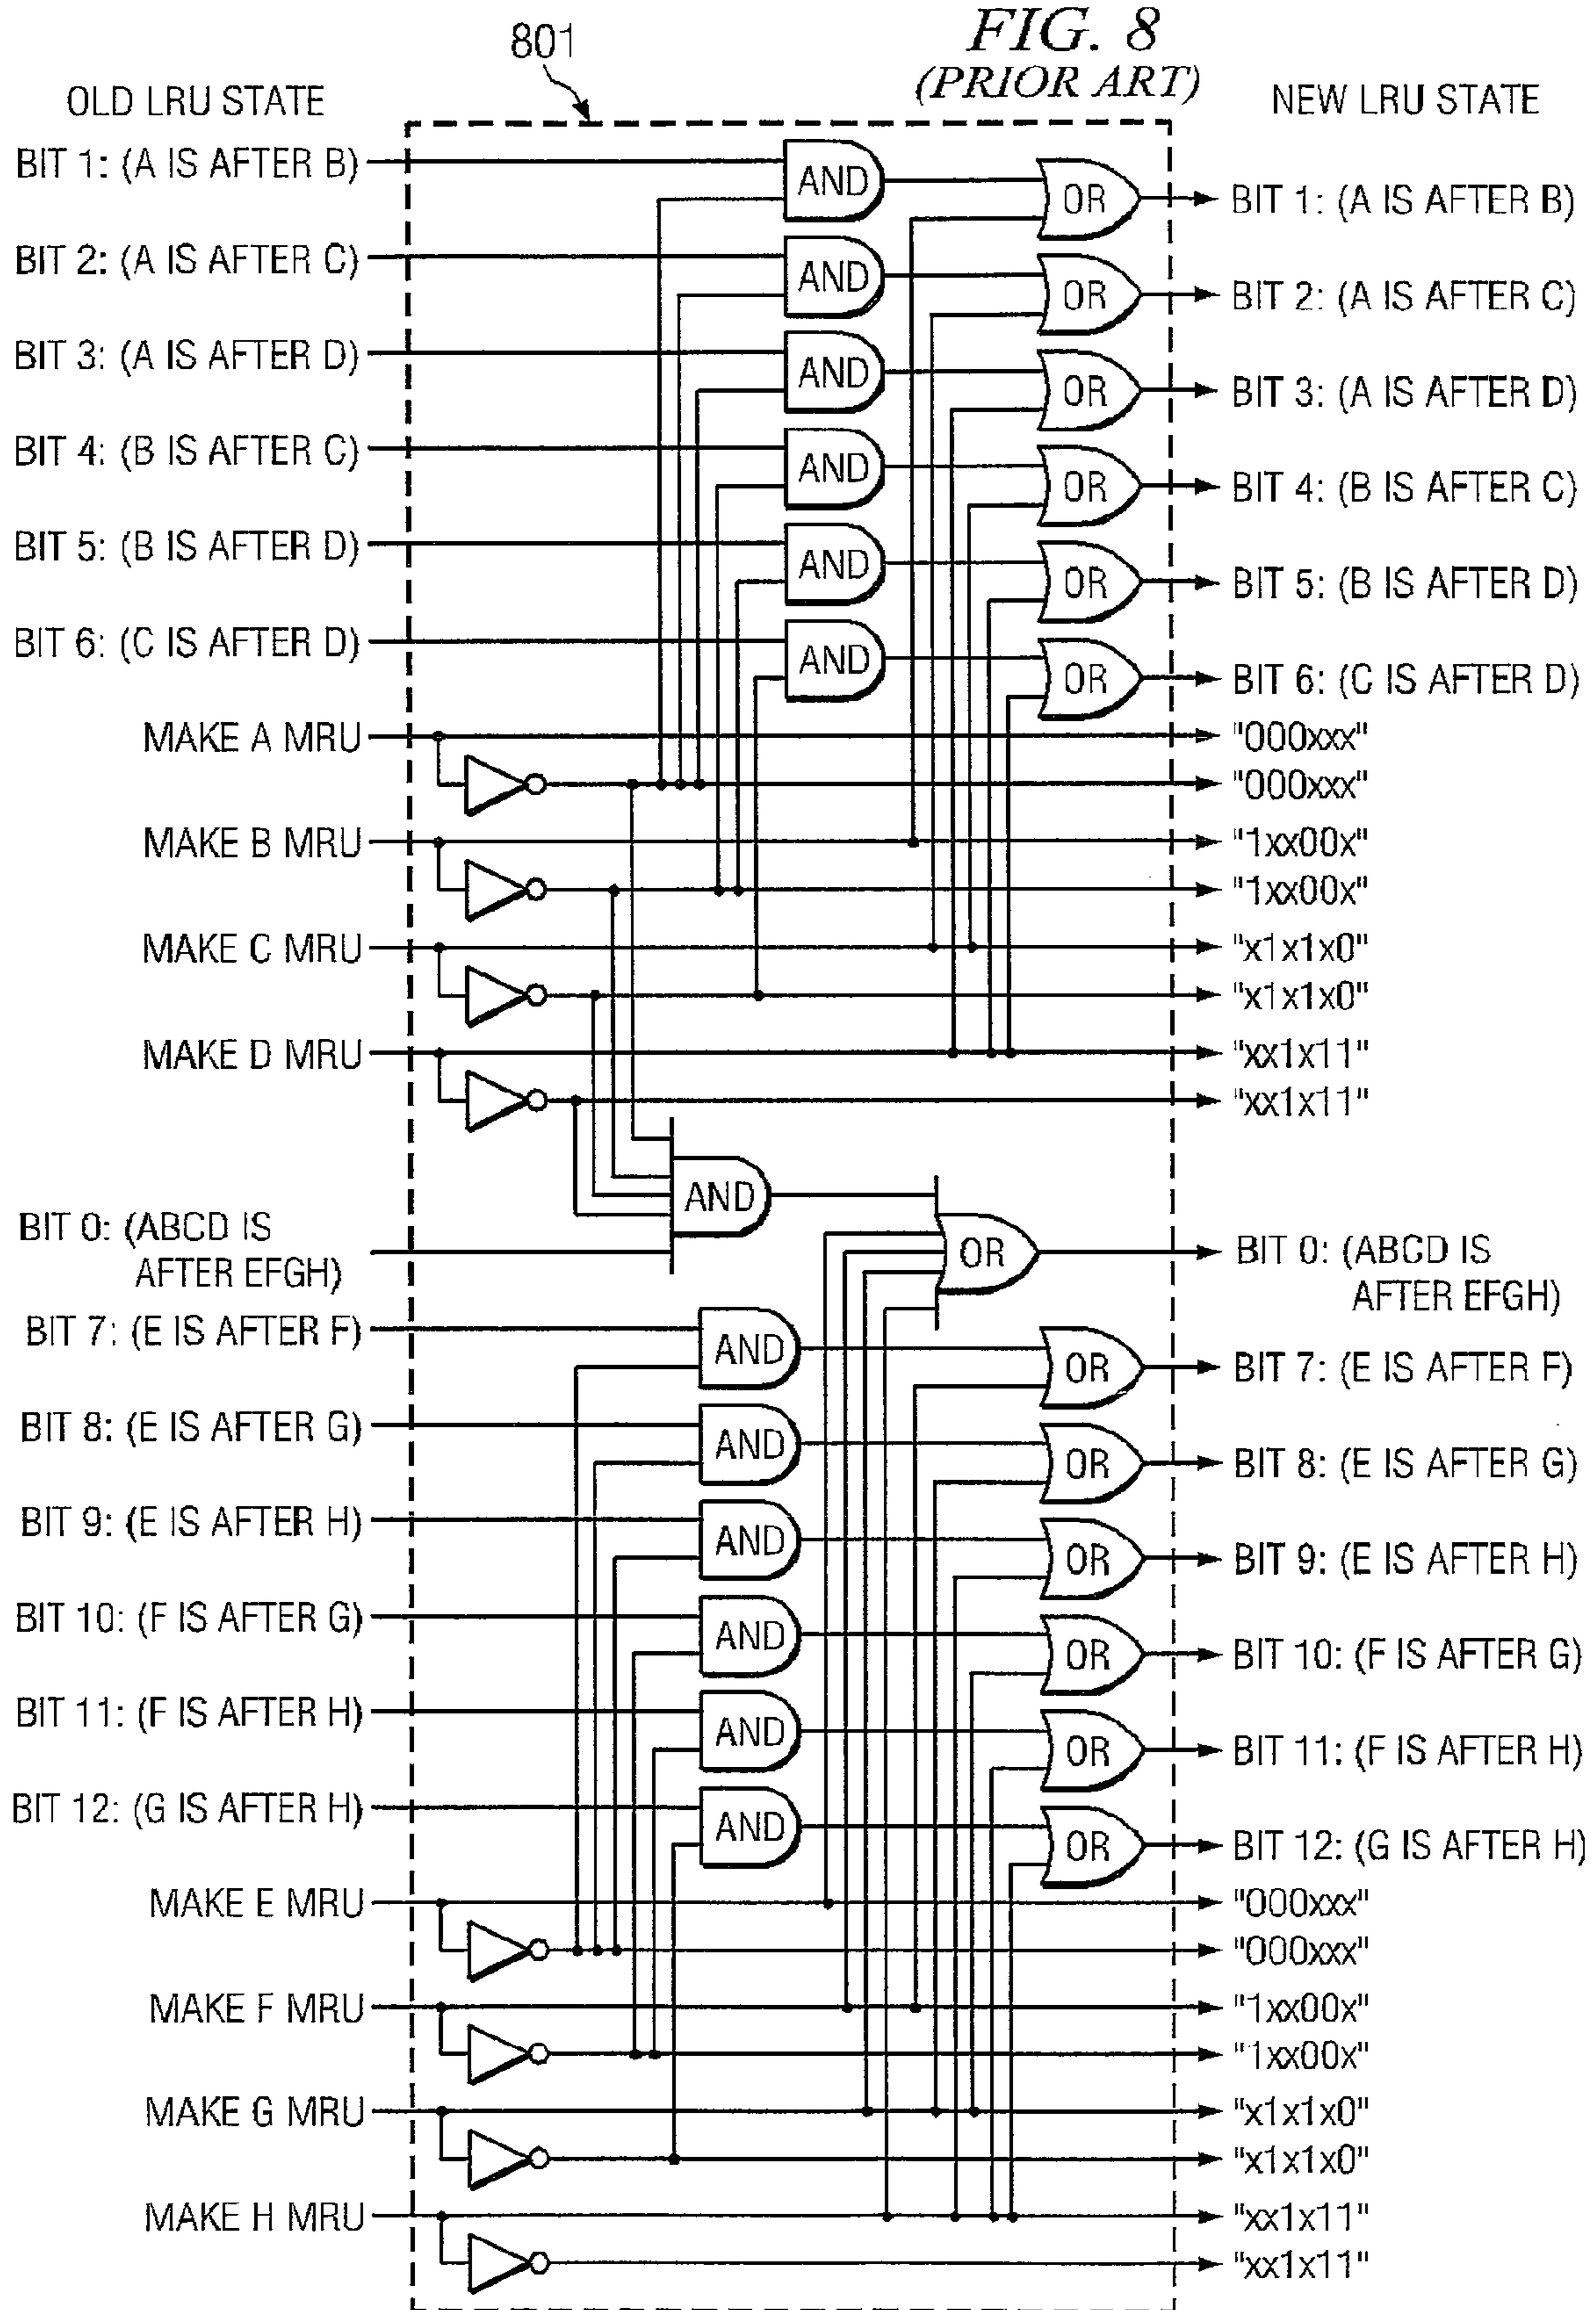 FIG. 8
801
(PRIOR ART)
OLD LRU STATE
NEW LRU STATE
BIT 1: (A IS AFTER B)
AND
OR
BIT 1: (A IS AFTER B)
BIT 2: (A IS AFTER C)
AND
OR
BIT 2: (A IS AFTER C)
BIT 3: (A IS AFTER D)
AND
OR
BIT 3: (A IS AFTER D)
BIT 4: (B IS AFTER C)
AND
OR
BIT 4: (B IS AFTER C)
BIT 5: (B IS AFTER D)
AND
OR
BIT 5: (B IS AFTER D)
BIT 6: (C IS AFTER D)
AND
OR
BIT 6: (C IS AFTER D)
MAKE A MRU
"000xxx"
"000xxx"
MAKE B MRU
"1xx00x"
"1xx00x"
MAKE C MRU
"x1x1x0"
"x1x1x0"
MAKE D MRU
"xx1x11"
"xx1x11"
AND
BIT 0: (ABCD IS
AFTER EFGH)
OR
BIT 0: (ABCD IS
AFTER EFGH)
BIT 7: (E IS AFTER F)
AND
OR
BIT 7: (E IS AFTER F)
BIT 8: (E IS AFTER G)
AND
OR
BIT 8: (E IS AFTER G)
BIT 9: (E IS AFTER H)
AND
OR
BIT 9: (E IS AFTER H)
BIT 10: (F IS AFTER G)
AND
OR
BIT 10: (F IS AFTER G)
BIT 11: (F IS AFTER H)
AND
OR
BIT 11: (F IS AFTER H)
BIT 12: (G IS AFTER H)
AND
OR
BIT 12: (G IS AFTER H)
MAKE E MRU
"000xxx"
"000xxx"
MAKE F MRU
"1xx00x"
"1xx00x"
MAKE G MRU
"x1x1x0"
"x1x1x0"
MAKE H MRU
"xx1x11"
"xx1x11"